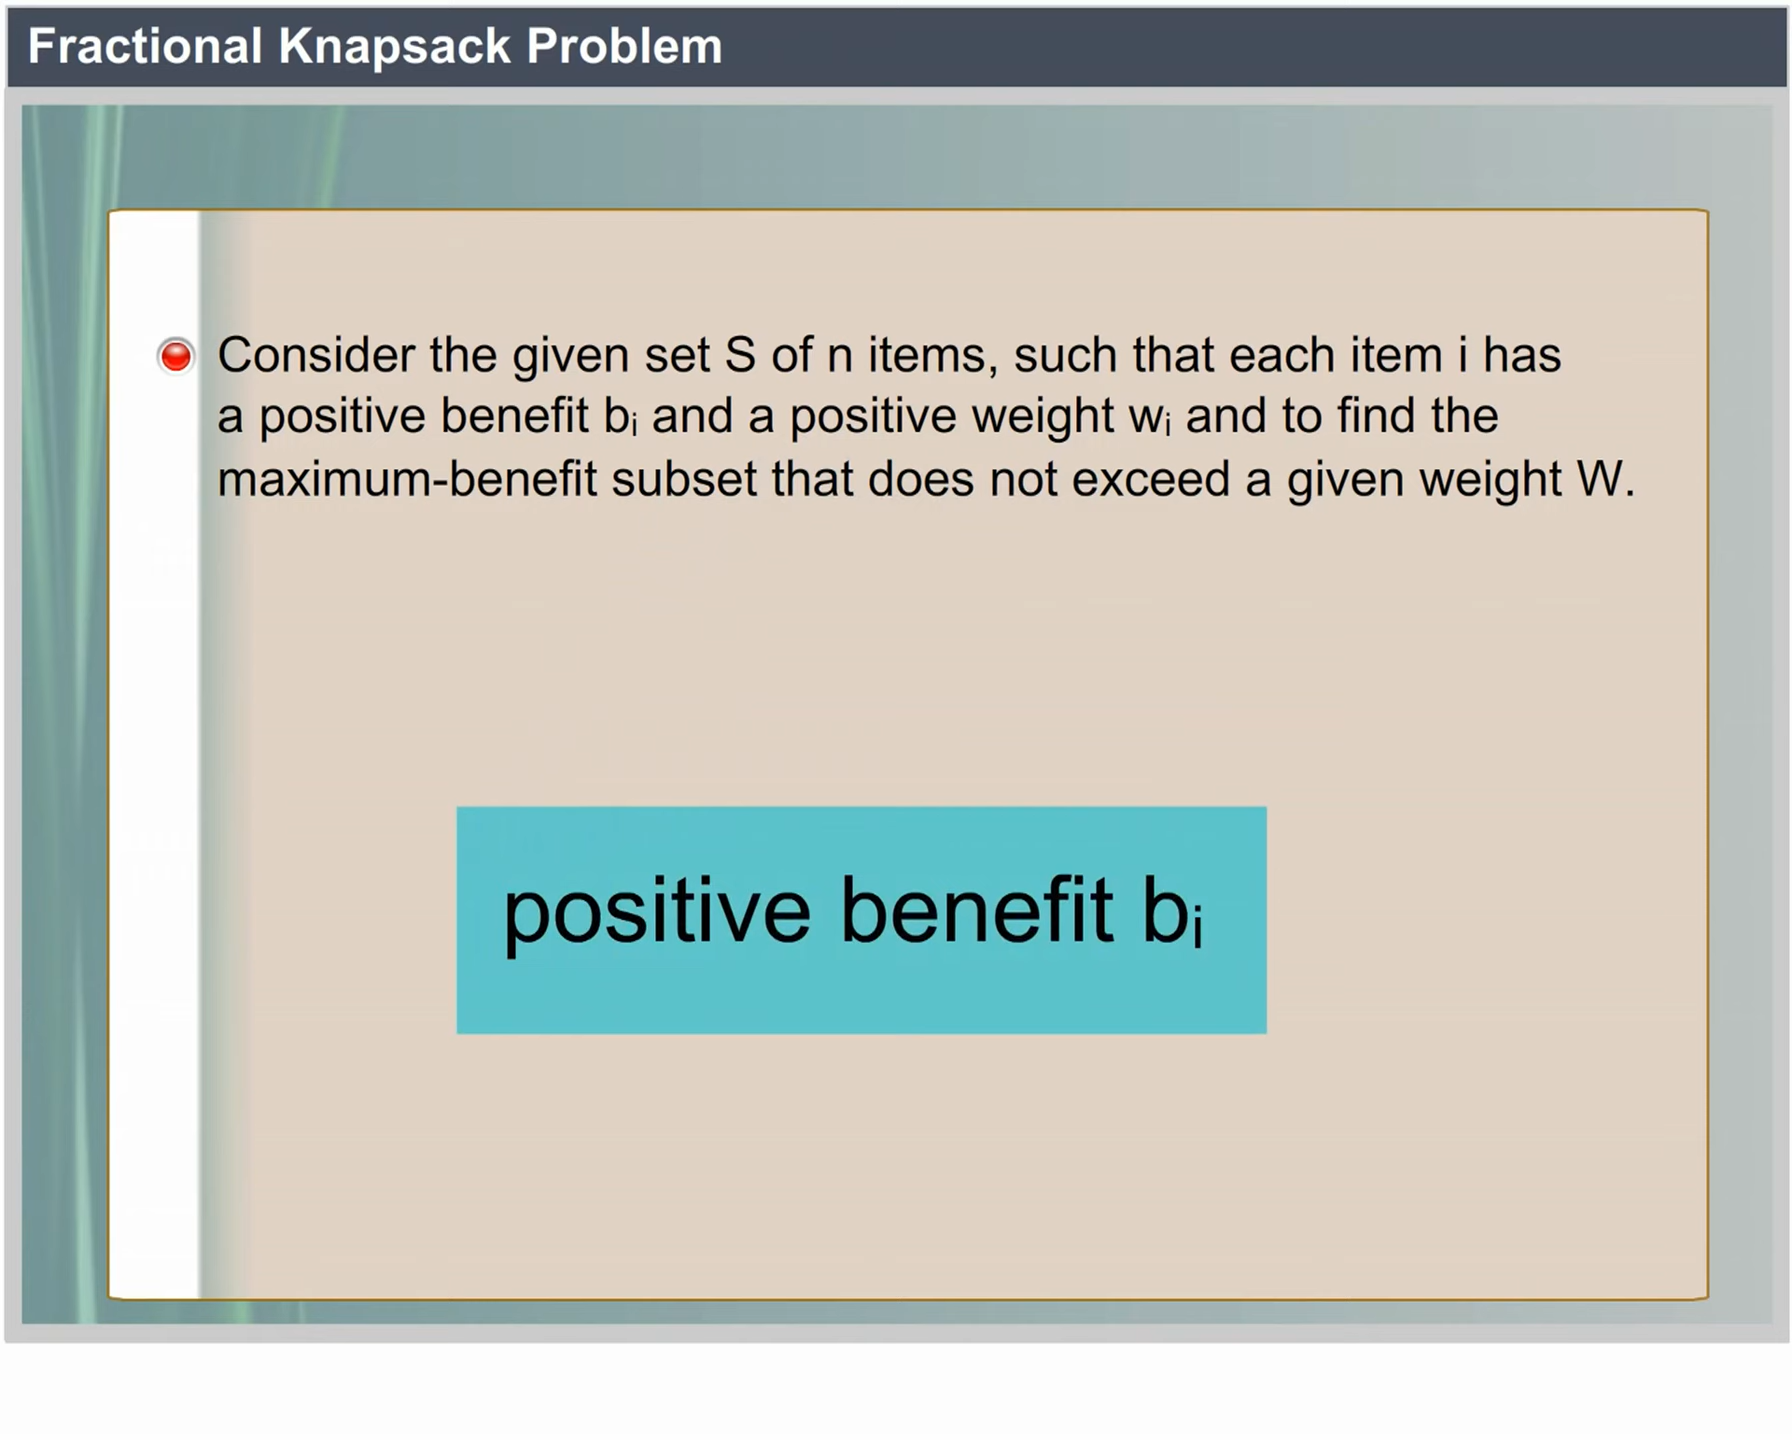 Fractional Knapsack Problem
Consider the given set S of n items, such that each item i has
a positive benefit bᵢ and a positive weight wᵢ and to find the
maximum-benefit subset that does not exceed a given weight W.
positive benefit bᵢ